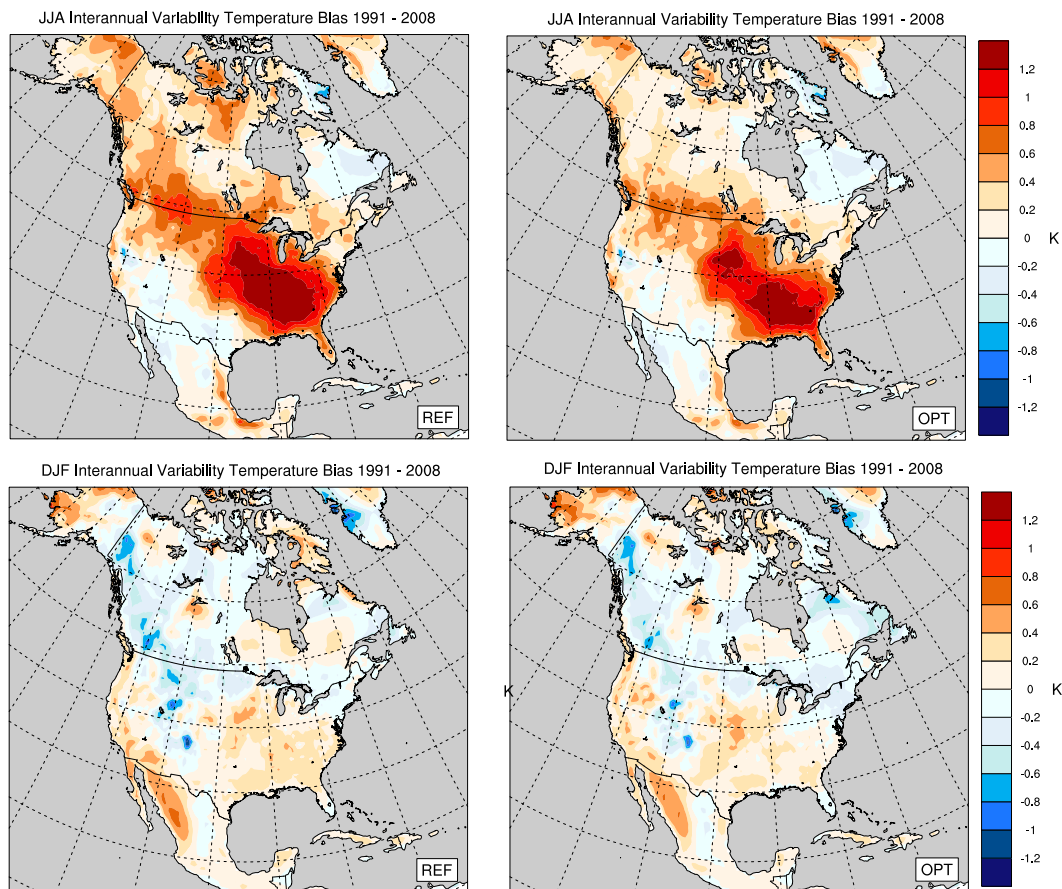 JJA Interannual Variability Temperature Bias 1991 - 2008
JJA Interannual Variability Temperature Bias 1991 - 2008
REF
OPT
1.2
1
0.8
0.6
0.4
0.2
0
-0.2
-0.4
-0.6
-0.8
-1
-1.2
K
DJF Interannual Variability Temperature Bias 1991 - 2008
DJF Interannual Variability Temperature Bias 1991 - 2008
REF
K
OPT
1.2
1
0.8
0.6
0.4
0.2
0
-0.2
-0.4
-0.6
-0.8
-1
-1.2
K